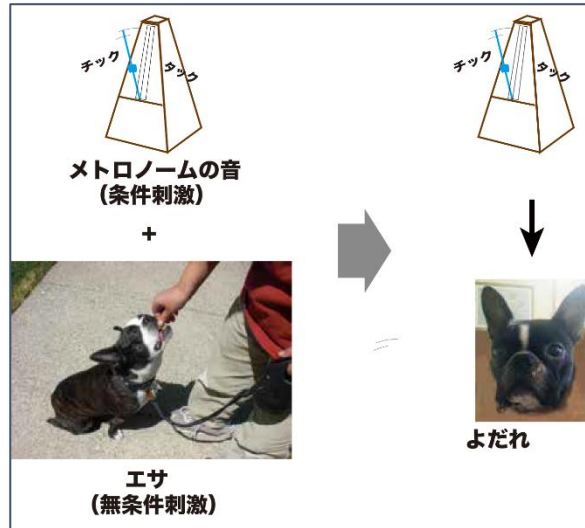 チック
タック
メトロノームの音
（条件刺激）
+
エサ
（無条件刺激）
チック
タック
よだれ